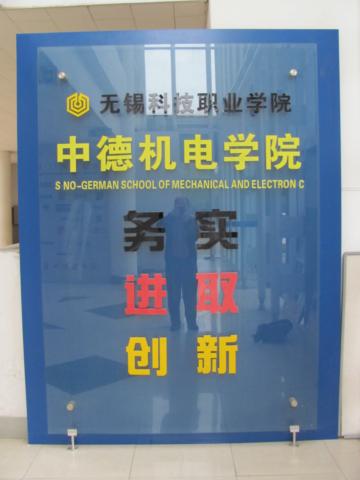 无锡科技职业学院
中德机电学院
S NO-GERMAN SCHOOL OF MECHANICAL AND ELECTRON C
务实
进取
创新